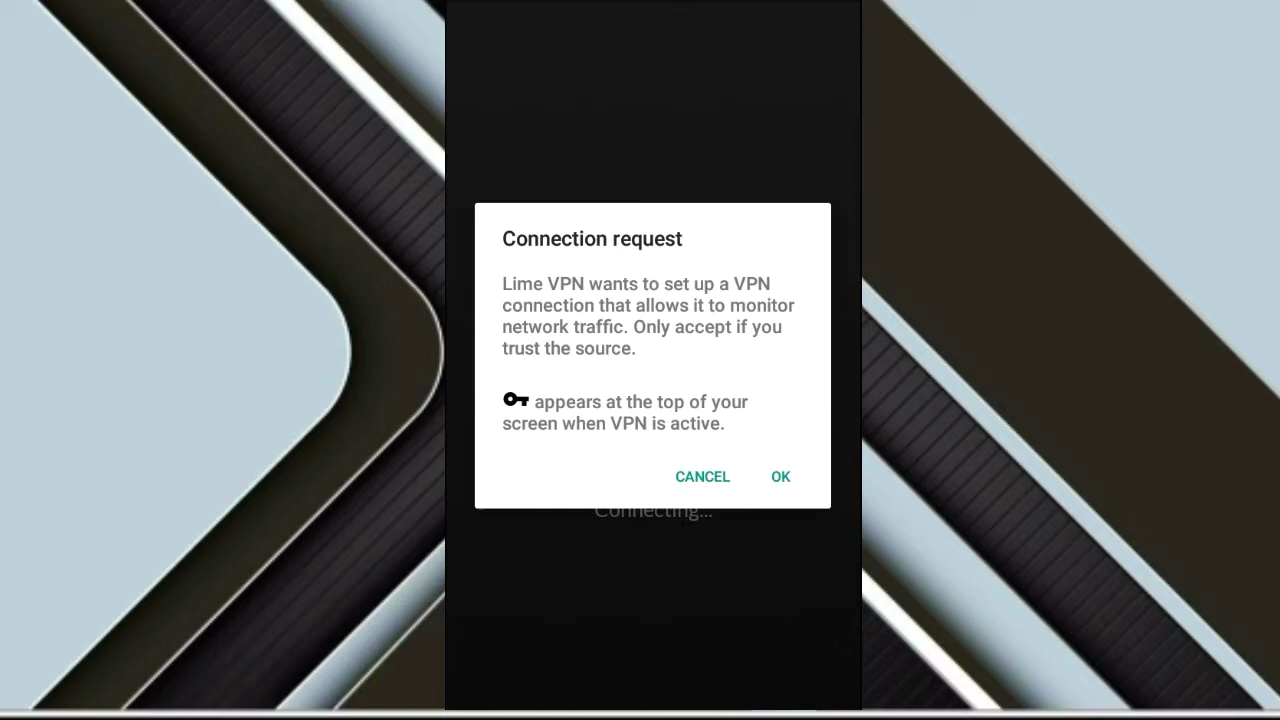 Connection request
Lime VPN wants to set up a VPN
connection that allows it to monitor
network traffic. Only accept if you
trust the source.
appears at the top of your
screen when VPN is active.
CANCEL OK
Connecting...